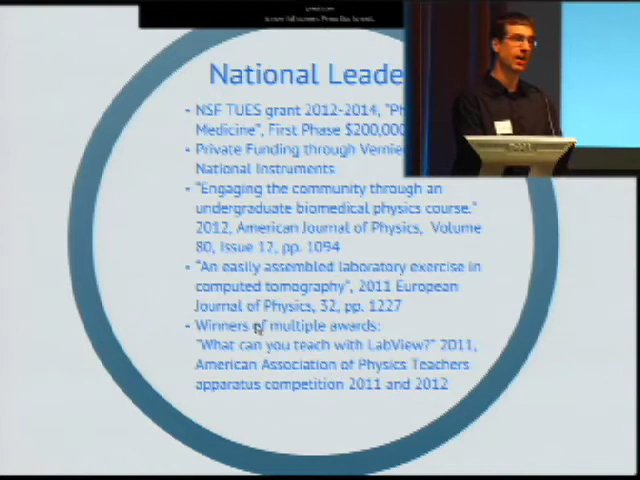 National Leade
- NSF TUES grant 2012-2014, "Ph
Medicine", First Phase $200,000
- Private Funding through Vernie
National Instruments
- "Engaging the community through an
undergraduate biomedical physics course."
2012, American Journal of Physics, Volume
80, Issue 12, pp. 1094
- "An easily assembled laboratory exercise in
computed tomography", 2011 European
Journal of Physics, 32, pp. 1227
- Winners of multiple awards:
"What can you teach with LabView?" 2011,
American Association of Physics Teachers
apparatus competition 2011 and 2012